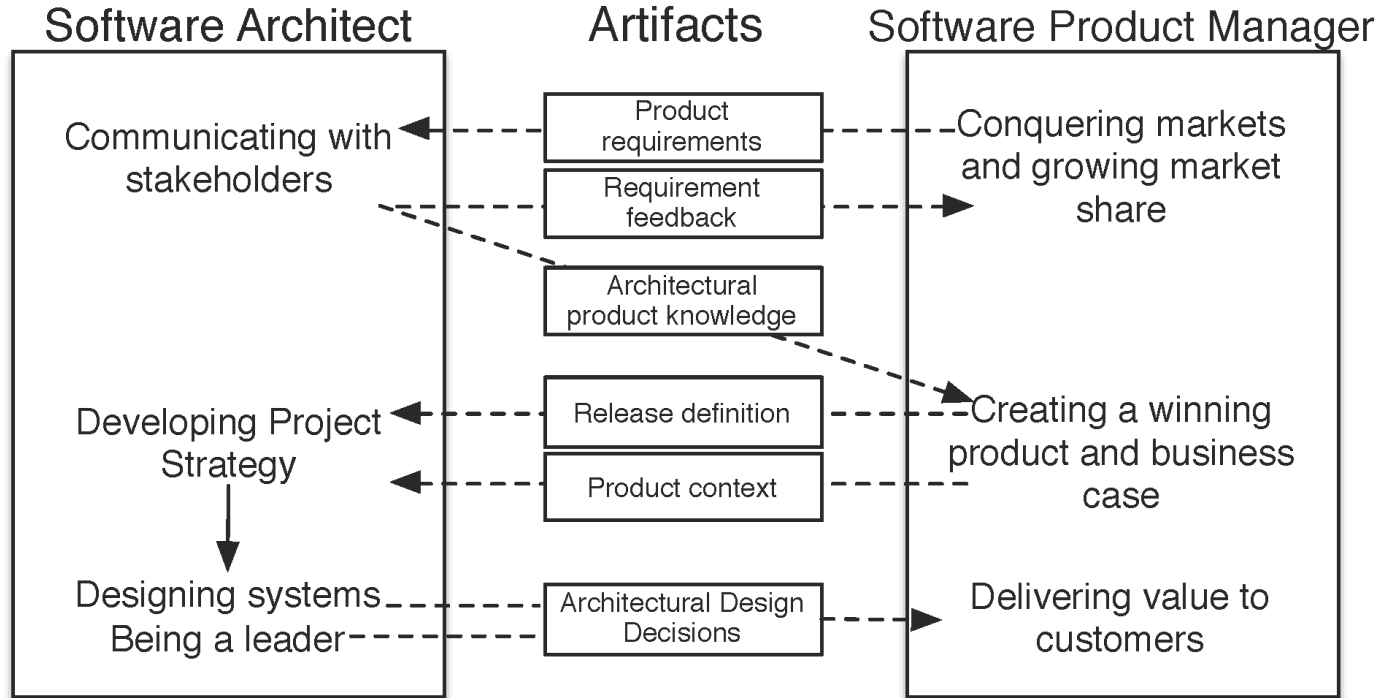 Software Architect
Artifacts
Software Product Manager
Communicating with
stakeholders
Product
requirements
Conquering markets
and growing market
share
Requirement
feedback
Architectural
product knowledge
Developing Project
Strategy
Release definition
Creating a winning
product and business
case
Product context
Designing systems
Being a leader
Architectural Design
Decisions
Delivering value to
customers